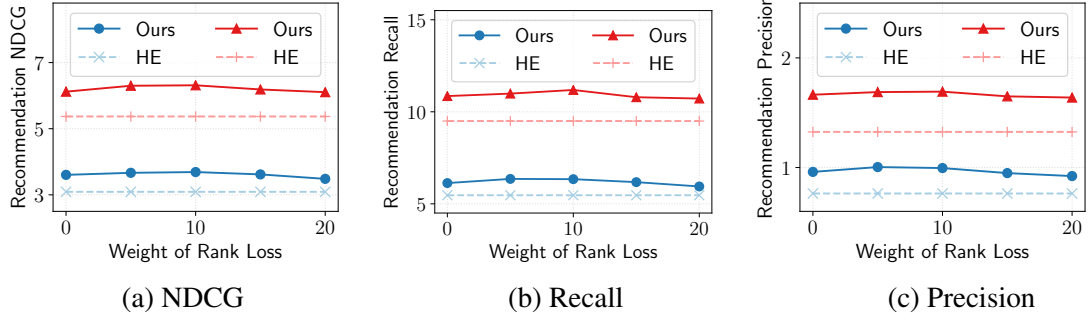 Recommendation NDCG
7
5
3
Ours
HE
Ours
HE
0
10
20
Weight of Rank Loss
(a) NDCG
Recommendation Recall
15
10
5
Ours
HE
Ours
HE
0
10
20
Weight of Rank Loss
(b) Recall
Recommendation Precision
2
1
Ours
HE
Ours
HE
0
10
20
Weight of Rank Loss
(c) Precision